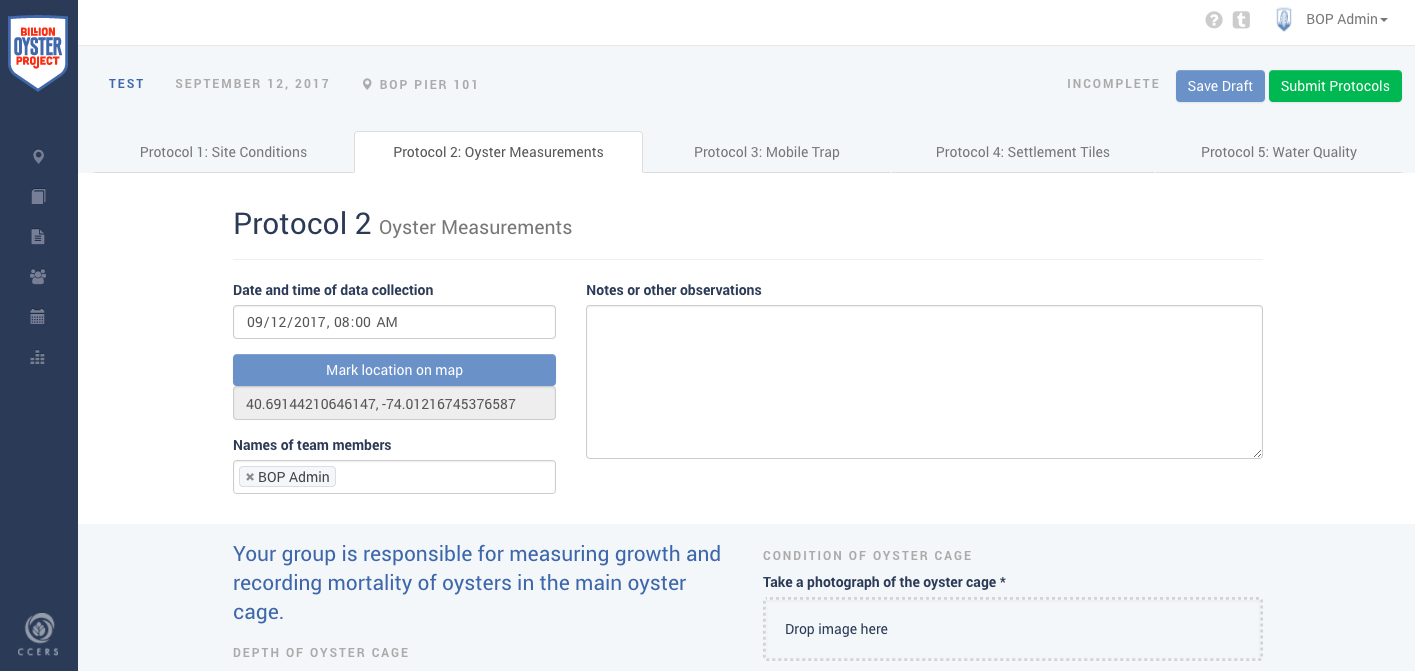 BILLION
OYSTER
PROJECT
? t BOP Admin
TEST SEPTEMBER 12, 2017 BOP PIER 101 INCOMPLETE Save Draft Submit Protocols
Protocol 1: Site Conditions Protocol 2: Oyster Measurements Protocol 3: Mobile Trap Protocol 4: Settlement Tiles Protocol 5: Water Quality
Protocol 2 Oyster Measurements
Date and time of data collection
09/12/2017, 08:00 AM
Mark location on map
40.69144210646147, -74.01216745376587
Names of team members
× BOP Admin
Notes or other observations
Your group is responsible for measuring growth and
recording mortality of oysters in the main oyster
cage.
DEPTH OF OYSTER CAGE
CONDITION OF OYSTER CAGE
Take a photograph of the oyster cage *
Drop image here
CCERS